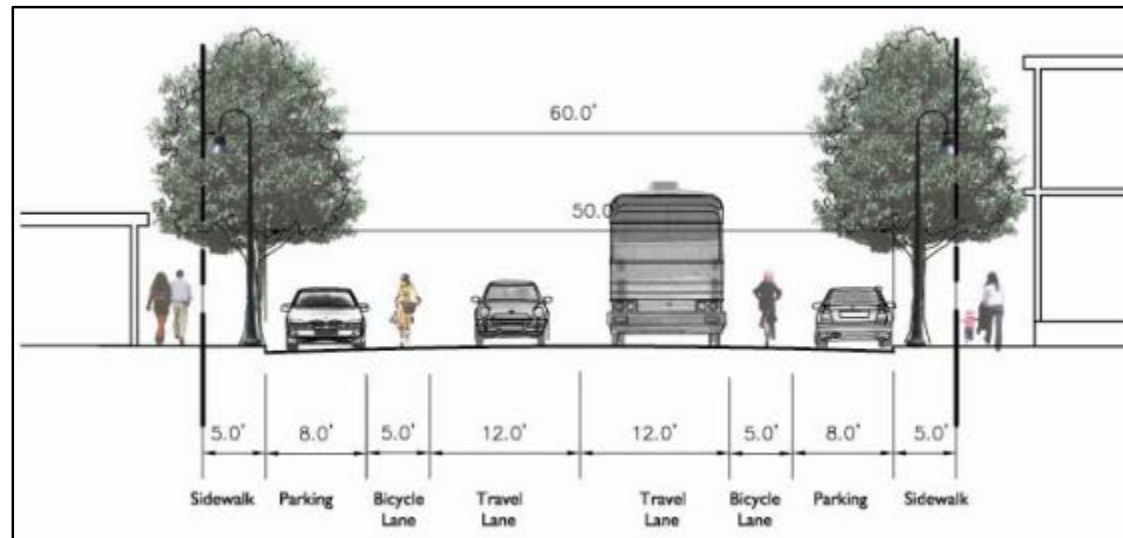 60.0'
50.0
5.0' 8.0' 5.0' 12.0' 12.0' 5.0' 8.0' 5.0'
Sidewalk Parking Bicycle Travel Travel Bicycle Parking Sidewalk
Lane Lane Lane Lane